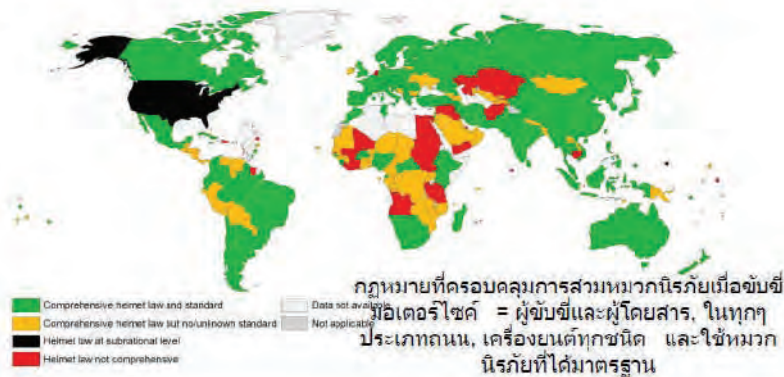 กฎหมายที่ครอบคลุมการสวมหมวกนิรภัยเมื่อขับขี่
มอเตอร์ไซค์ = ผู้ขับขี่และผู้โดยสาร, ในทุกๆ
ประเภทถนน, เครื่องยนต์ทุกชนิด และใช้หมวก
นิรภัยที่ได้มาตรฐาน
Comprehensive helmet law and standard
Data not available
Comprehensive helmet law but no/unknown standard
Not applicable
Helmet law at subnational level
Helmet law not comprehensive